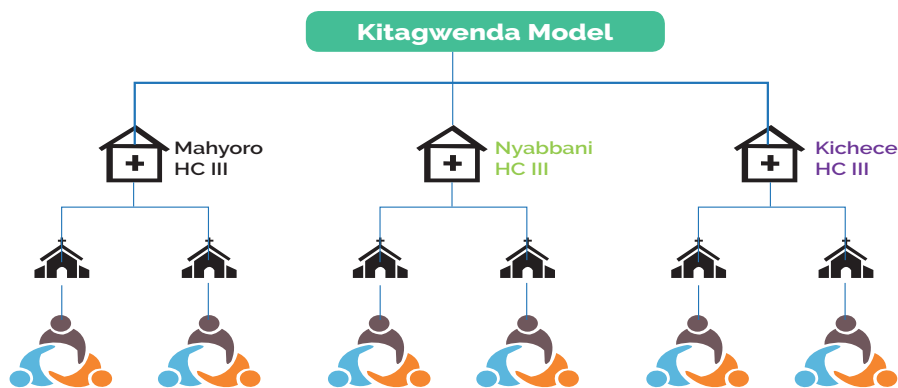 Kitagwenda Model
Mahyoro
HC III
Nyabbani
HC III
Kichece
HC III